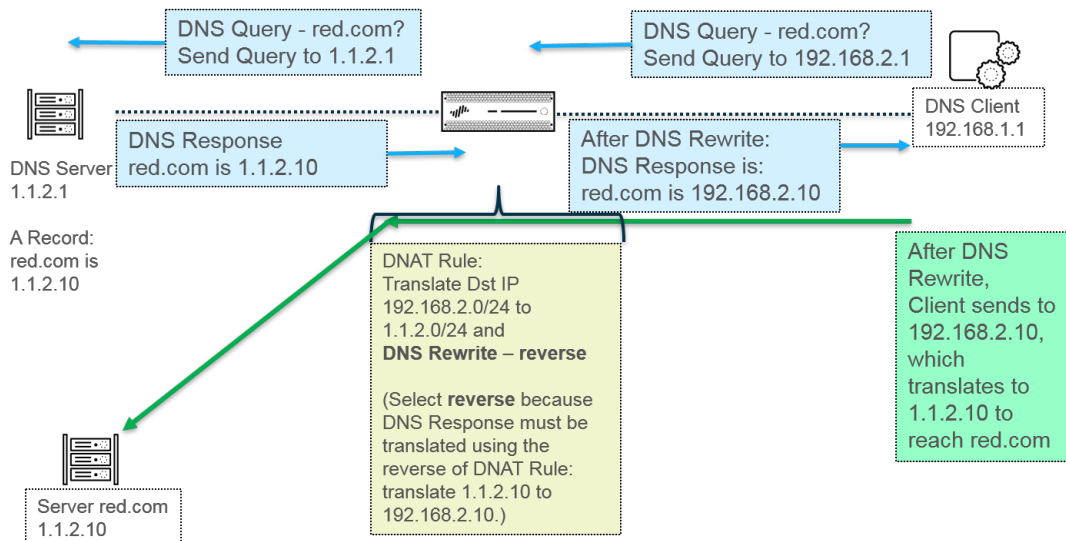 DNS Query - red.com?
Send Query to 1.1.2.1
DNS Query - red.com?
Send Query to 192.168.2.1
DNS Client
192.168.1.1
DNS Server
1.1.2.1
A Record:
red.com is
1.1.2.10
DNS Response
red.com is 1.1.2.10
After DNS Rewrite:
DNS Response is:
red.com is 192.168.2.10
DNAT Rule:
Translate Dst IP
192.168.2.0/24 to
1.1.2.0/24 and
DNS Rewrite – reverse
(Select reverse because
DNS Response must be
translated using the
reverse of DNAT Rule:
translate 1.1.2.10 to
192.168.2.10.)
After DNS
Rewrite,
Client sends to
192.168.2.10,
which
translates to
1.1.2.10 to
reach red.com
Server red.com
1.1.2.10